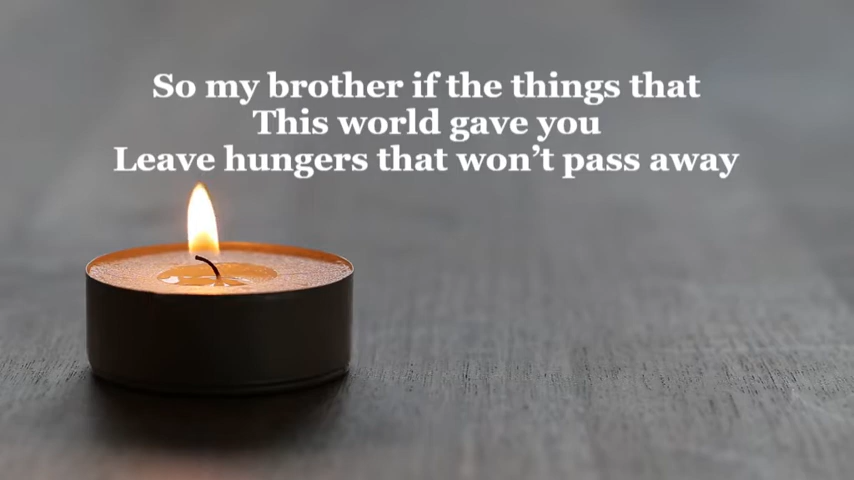 So my brother if the things that
This world gave you
Leave hungers that won’t pass away